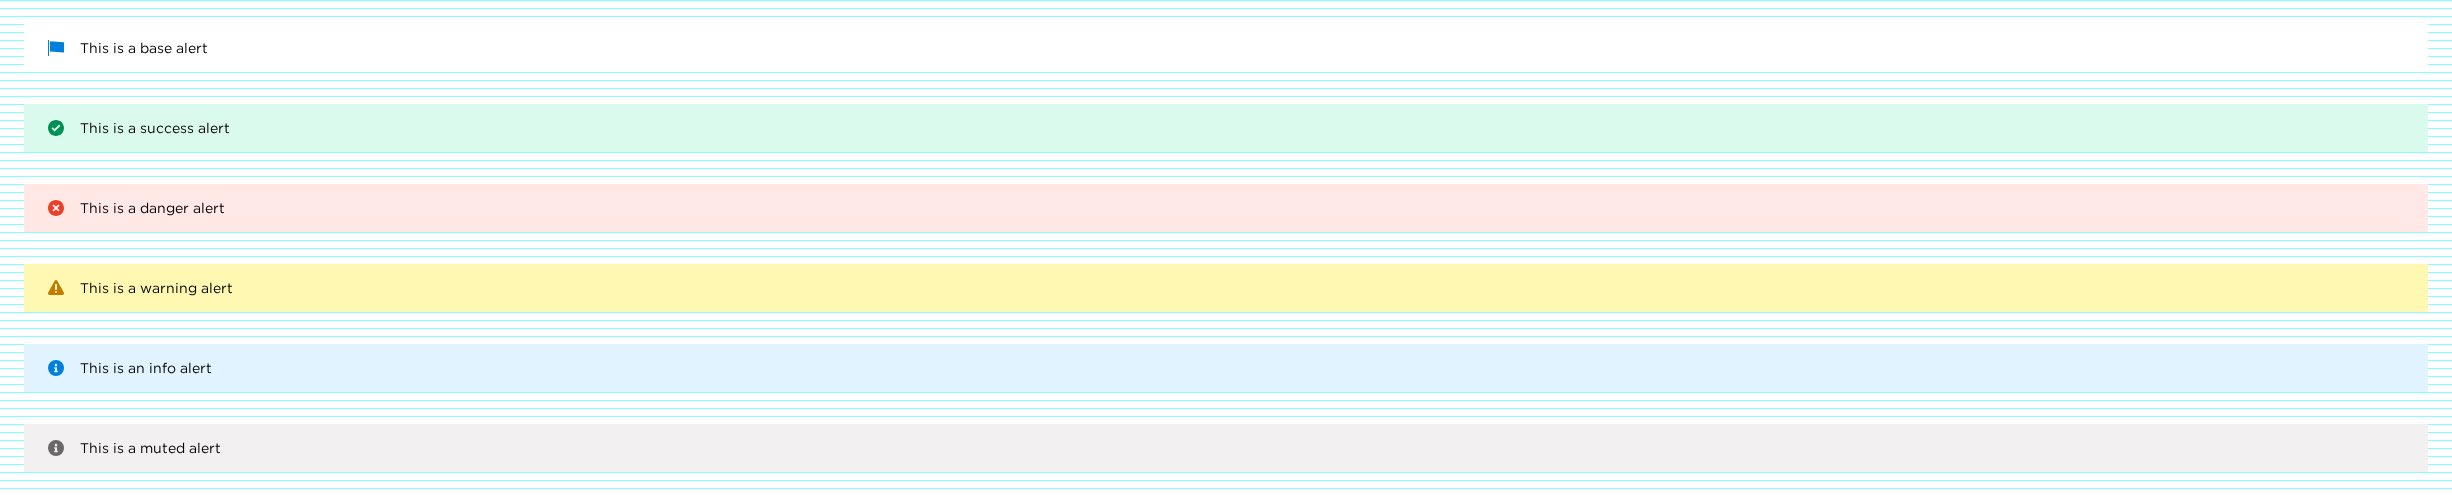 This is a base alert
This is a success alert
This is a danger alert
This is a warning alert
This is an info alert
This is a muted alert